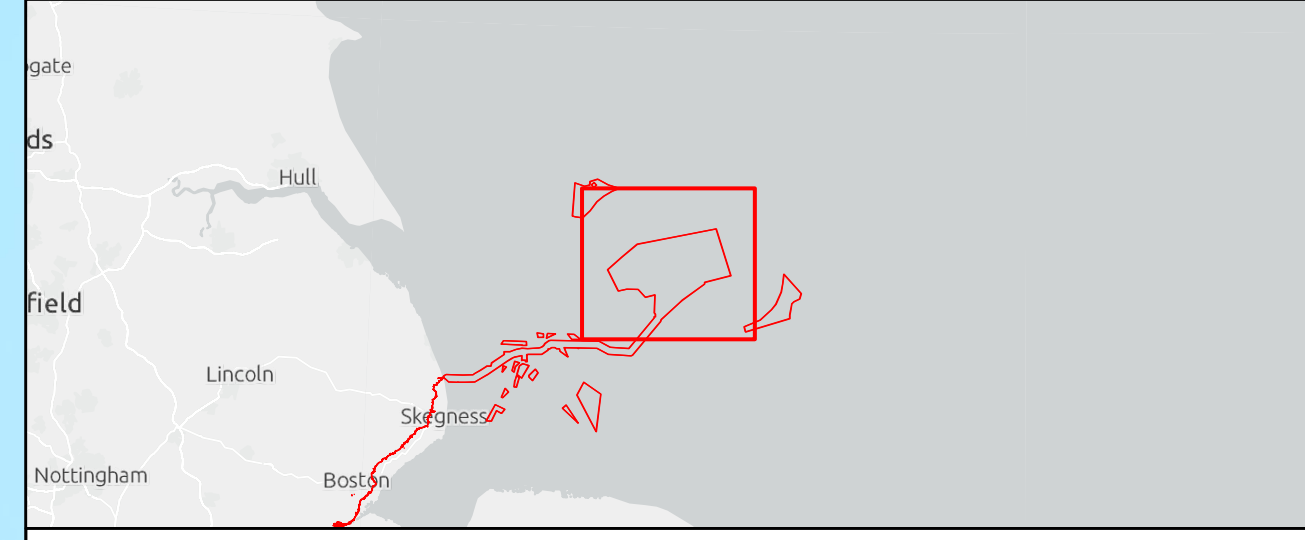 gate
ds
Hull
field
Lincoln
Skegness
Nottingham
Boston